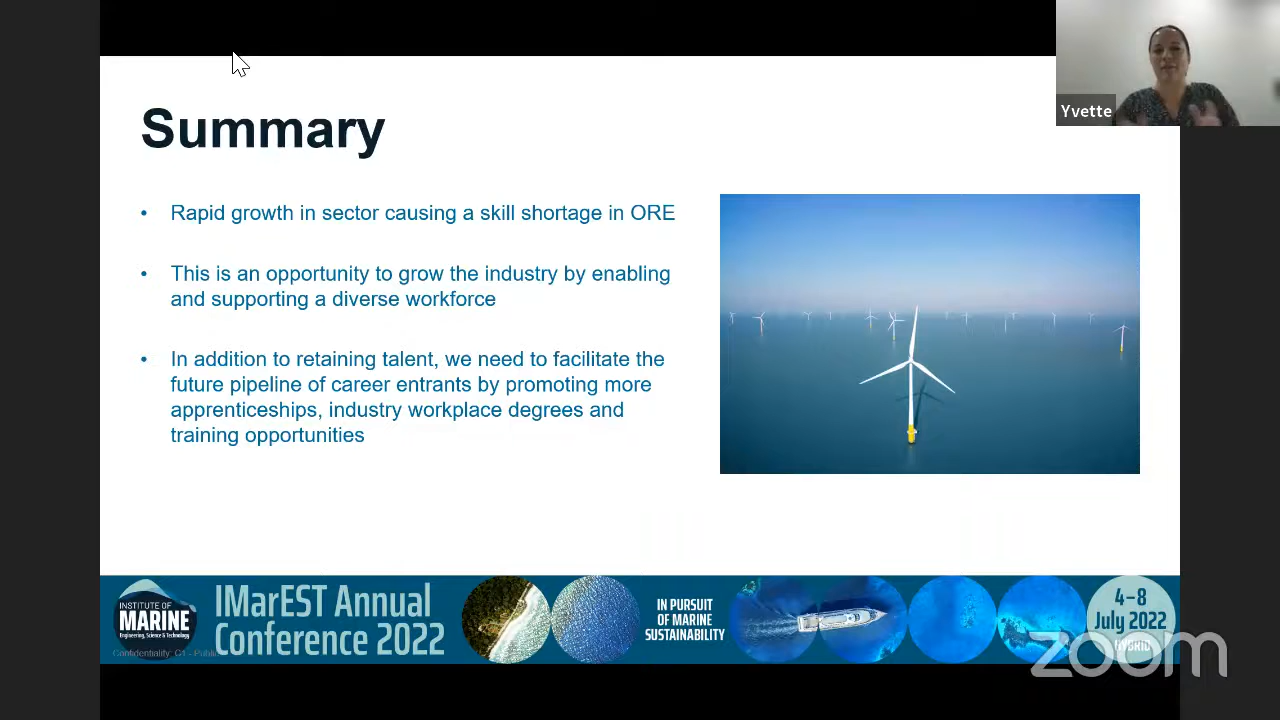 Yvette
Summary
• Rapid growth in sector causing a skill shortage in ORE
• This is an opportunity to grow the industry by enabling
and supporting a diverse workforce
• In addition to retaining talent, we need to facilitate the
future pipeline of career entrants by promoting more
apprenticeships, industry workplace degrees and
training opportunities
INSTITUTE OF
MARINE
Engineering, Science & Technology
Confidentiality: C1 - Public
IMarEST Annual
Conference 2022
IN PURSUIT
OF MARINE
SUSTAINABILITY
4–8
July 2022
HYBRID
zoom